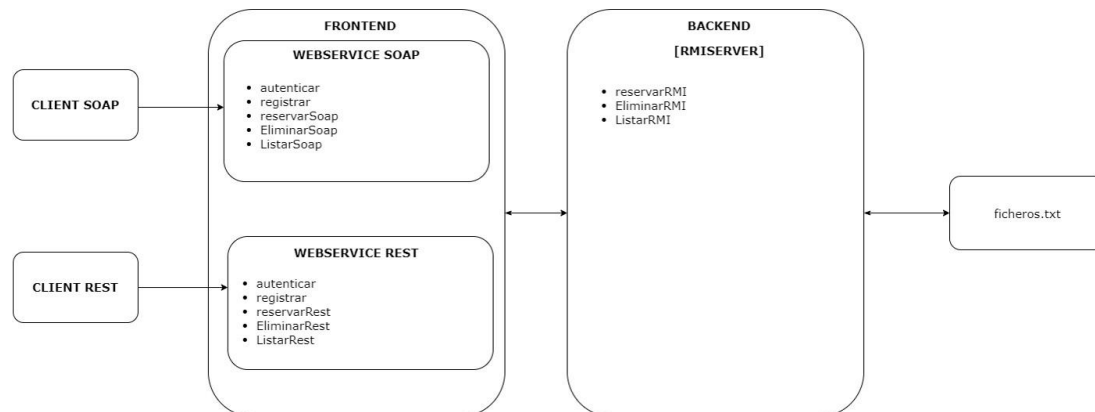 FRONTEND
WEBSERVICE SOAP
• autenticar
• registrar
• reservarSoap
• EliminarSoap
• ListarSoap
CLIENT SOAP
WEBSERVICE REST
• autenticar
• registrar
• reservarRest
• EliminarRest
• ListarRest
CLIENT REST
BACKEND
[RMISERVER]
• reservarRMI
• EliminarRMI
• ListarRMI
ficheros.txt